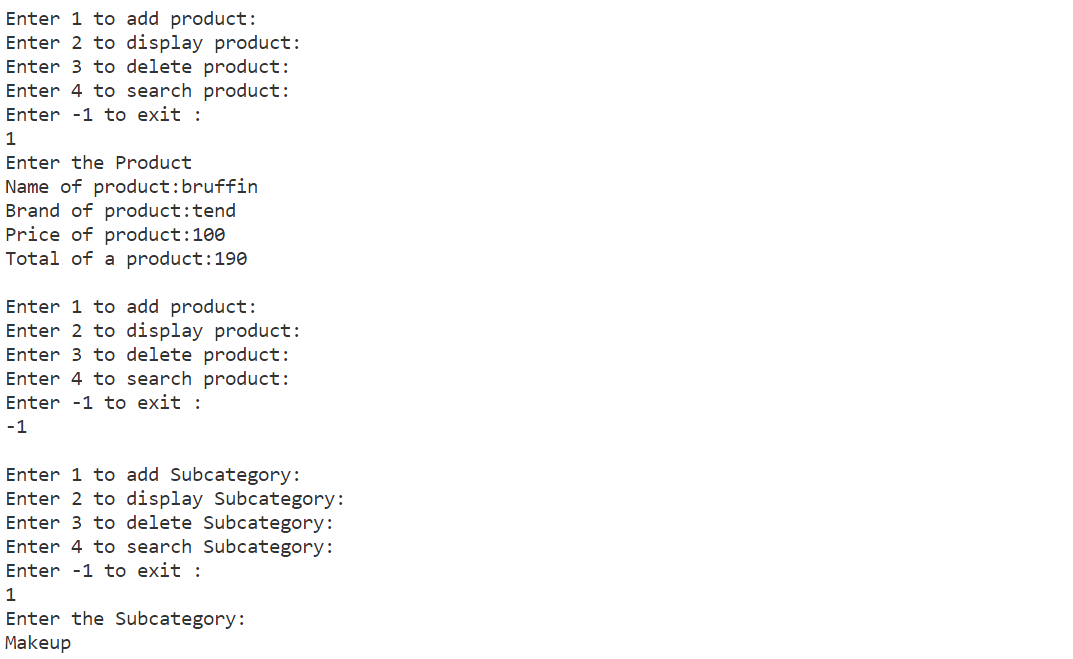 Enter 1 to add product:
Enter 2 to display product:
Enter 3 to delete product:
Enter 4 to search product:
Enter -1 to exit :
1
Enter the Product
Name of product:bruffin
Brand of product:tend
Price of product:100
Total of a product:190
Enter 1 to add product:
Enter 2 to display product:
Enter 3 to delete product:
Enter 4 to search product:
Enter -1 to exit :
-1
Enter 1 to add Subcategory:
Enter 2 to display Subcategory:
Enter 3 to delete Subcategory:
Enter 4 to search Subcategory:
Enter -1 to exit :
1
Enter the Subcategory:
Makeup